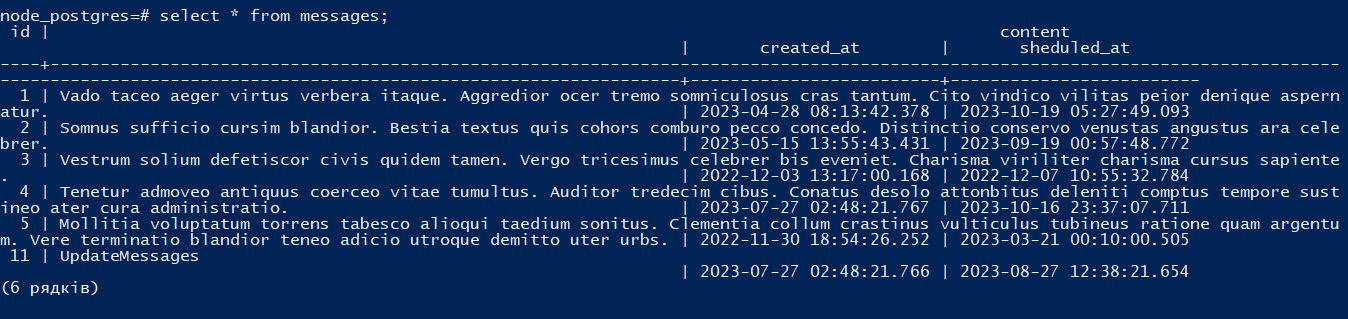 node_postgres=# select * from messages;
 id |                                                                                               content
                                                                    |       created_at        |       sheduled_at
----+---------------------------------------------------------------------------------------------------------------------------------
--------------------------------------------------------------------+-------------------------+-------------------------
  1 | Vado taceo aeger virtus verbera itaque. Aggredior ocer tremo somniculosus cras tantum. Cito vindico vilitas peior denique aspern
atur.                                                               | 2023-04-28 08:13:42.378 | 2023-10-19 05:27:49.093
  2 | Somnus sufficio cursim blandior. Bestia textus quis cohors comburo pecco concedo. Distinctio conservo venustas angustus ara cele
brer.                                                               | 2023-05-15 13:55:43.431 | 2023-09-19 00:57:48.772
  3 | Vestrum solium defetiscor civis quidem tamen. Vergo tricesimus celebrer bis eveniet. Charisma viriliter charisma cursus sapiente
.                                                                   | 2022-12-03 13:17:00.168 | 2022-12-07 10:55:32.784
  4 | Tenetur admoveo antiquus coerceo vitae tumultus. Auditor tredecim cibus. Conatus desolo attonbitus deleniti comptus tempore sust
ineo ater cura administratio.                                       | 2023-07-27 02:48:21.767 | 2023-10-16 23:37:07.711
  5 | Mollitia voluptatum torrens tabesco alioqui taedium sonitus. Clementia collum crastinus vulticulus tubineus ratione quam argentu
m. Vere terminatio blandior teneo adicio utroque demitto uter urbs. | 2022-11-30 18:54:26.252 | 2023-03-21 00:10:00.505
 11 | UpdateMessages
                                                                    | 2023-07-27 02:48:21.766 | 2023-08-27 12:38:21.654
(6 рядків)